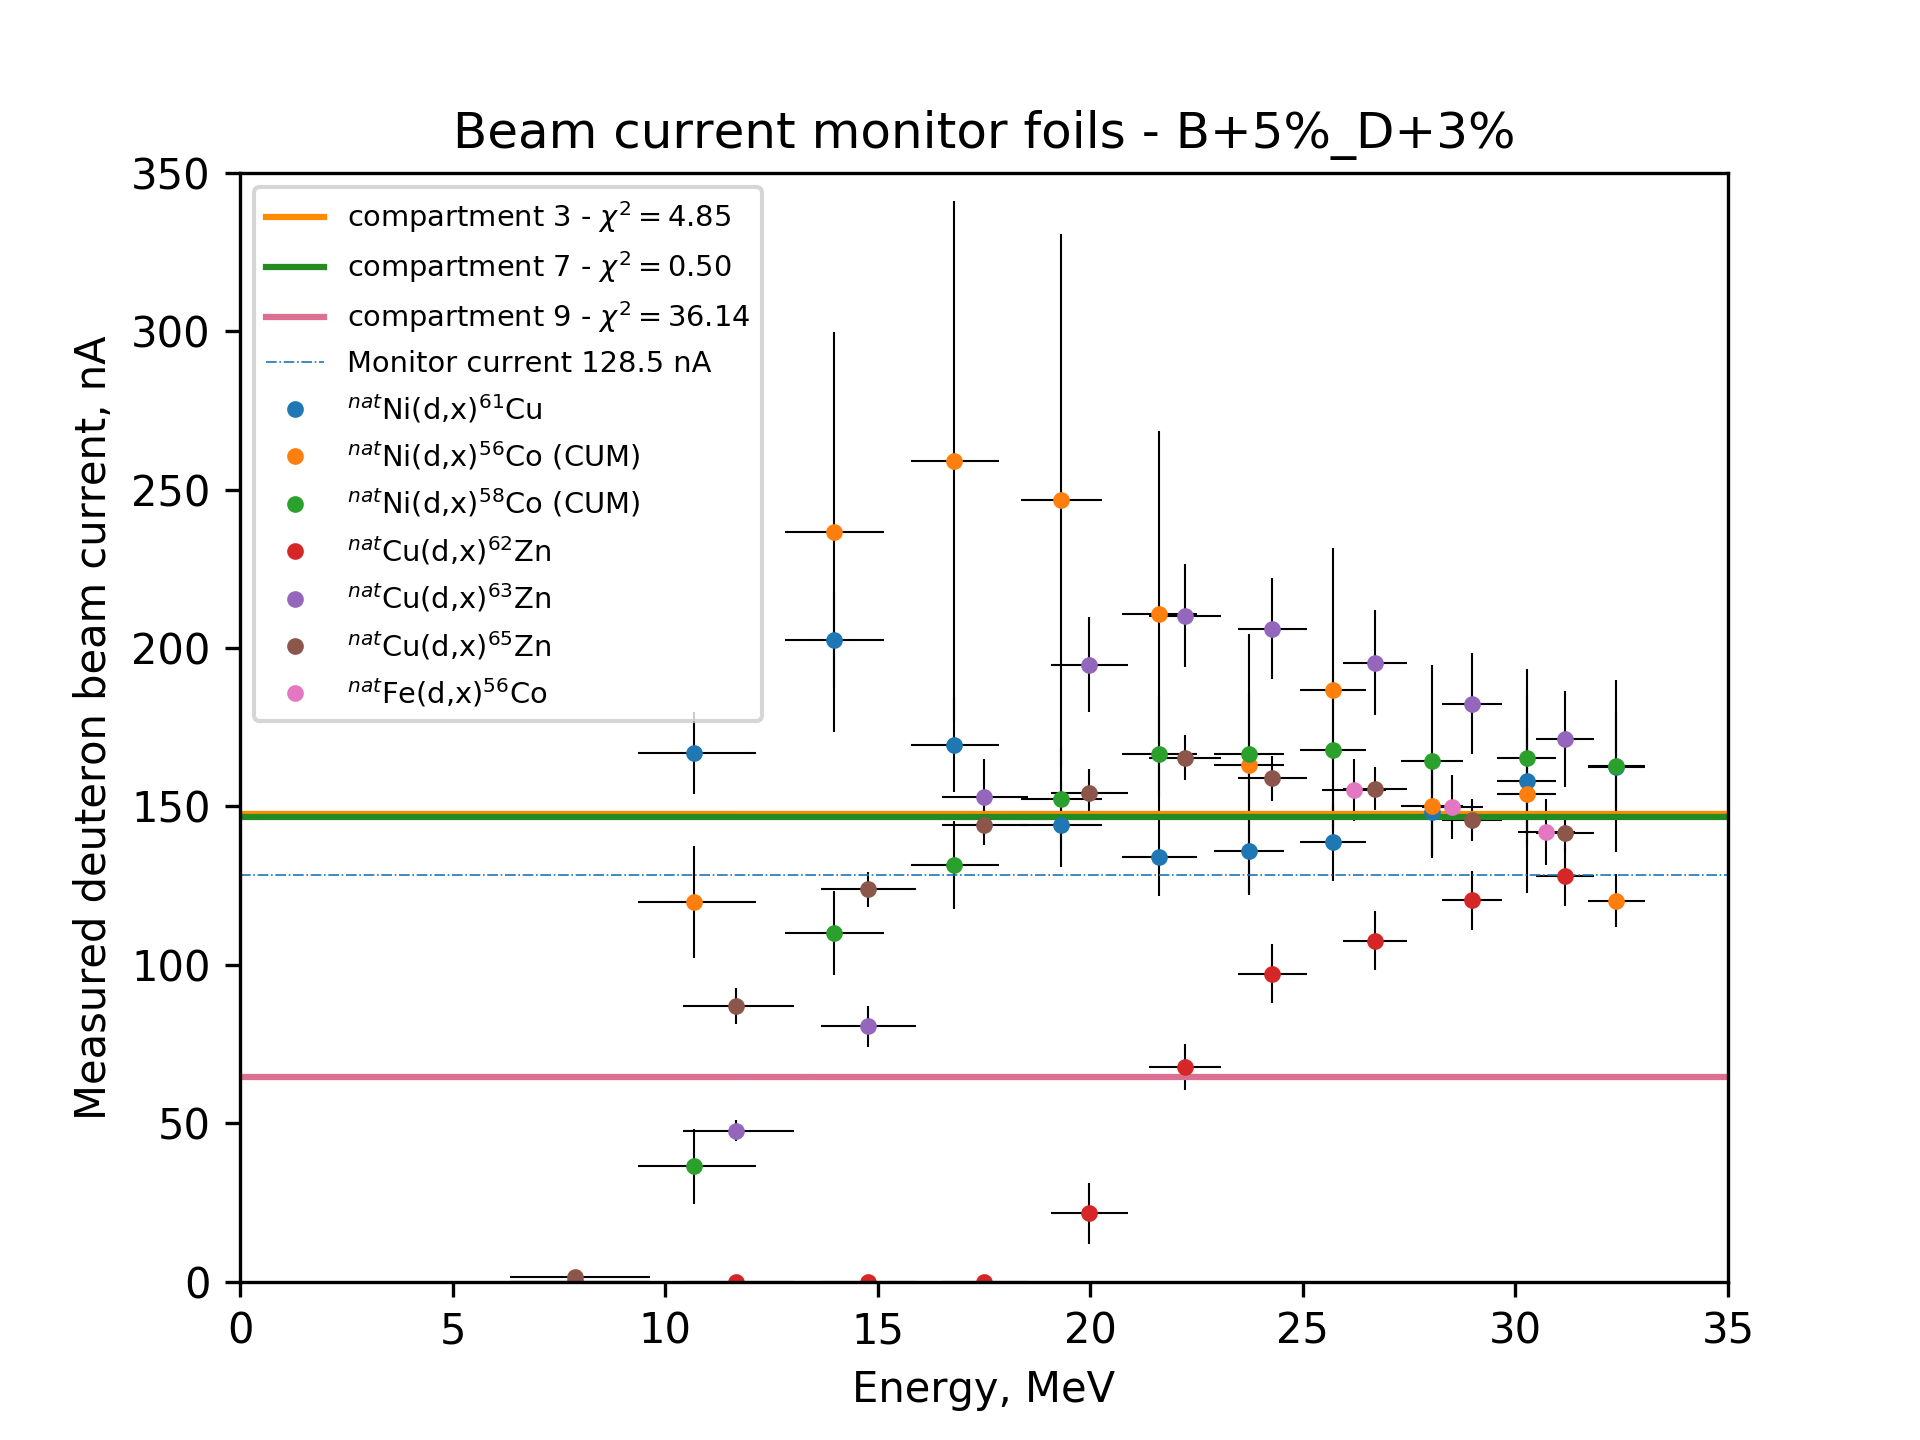 Beam current monitor foils - B+5%_D+3%
Measured deuteron beam current, nA
350
300
250
200
150
100
50
0
compartment 3 - χ² = 4.85
compartment 7 - χ² = 0.50
compartment 9 - χ² = 36.14
Monitor current 128.5 nA
ⁿᵃᵗNi(d,x)⁶¹Cu
ⁿᵃᵗNi(d,x)⁵⁶Co (CUM)
ⁿᵃᵗNi(d,x)⁵⁸Co (CUM)
ⁿᵃᵗCu(d,x)⁶²Zn
ⁿᵃᵗCu(d,x)⁶³Zn
ⁿᵃᵗCu(d,x)⁶⁵Zn
ⁿᵃᵗFe(d,x)⁵⁶Co
0 5 10 15 20 25 30 35
Energy, MeV